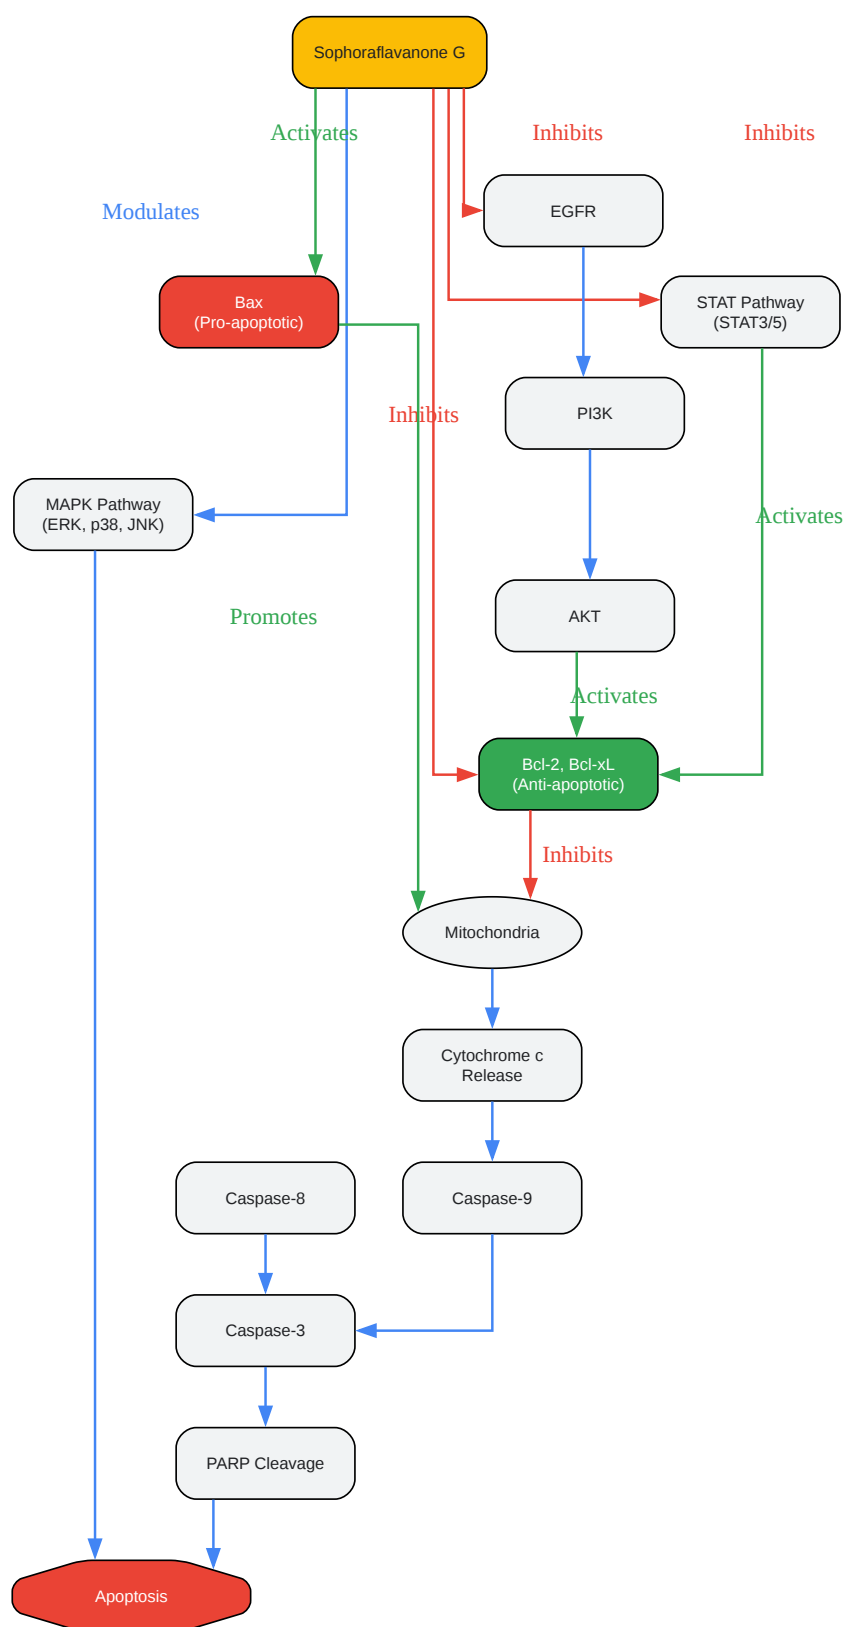 Sophoraflavanone G
Activates
Inhibits
Inhibits
Modulates
EGFR
Bax
(Pro-apoptotic)
STAT Pathway
(STAT3/5)
Inhibits
PI3K
MAPK Pathway
(ERK, p38, JNK)
Activates
Promotes
AKT
Activates
Bcl-2, Bcl-xL
(Anti-apoptotic)
Inhibits
Mitochondria
Cytochrome c
Release
Caspase-8
Caspase-9
Caspase-3
PARP Cleavage
Apoptosis